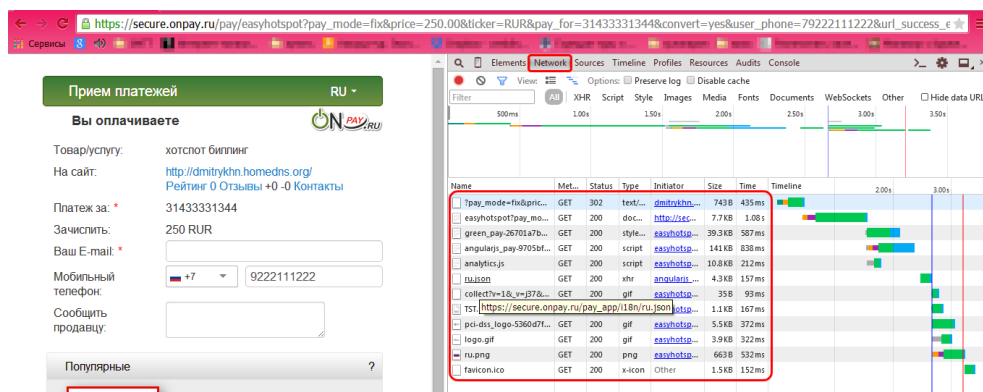 https://secure.onpay.ru/pay/easyhotspot?pay_mode=fix&price=250.00&ticker=RUR&pay_for=31433331344&convert=yes&user_phone=79222111222&url_success_e
Сервисы
Прием платежей RU
Вы оплачиваете ON PAY.RU
Товар/услугу: хотспот биллинг
На сайт: http://dmitrykhn.homedns.org/
Рейтинг 0 Отзывы +0 -0 Контакты
Платеж за: * 31433331344
Зачислить: 250 RUR
Ваш E-mail: *
Мобильный телефон: +7 9222111222
Сообщить продавцу:
Популярные ?
Elements Network Sources Timeline Profiles Resources Audits Console
View: Options: Preserve log Disable cache
Filter All XHR Script Style Images Media Fonts Documents WebSockets Other Hide data URL
500ms 1.00s 1.50s 2.00s 2.50s 3.00s 3.50s
Name Met... Status Type Initiator Size Time Timeline 2.00s 3.00s
?pay_mode=fix&pric... GET 302 text/... dmitrykhn.... 743 B 435 ms
easyhotspot?pay_mo... GET 200 doc... http://sec... 7.7 KB 1.08 s
green_pay-26701a7b... GET 200 style... easyhotsp... 39.3 KB 587 ms
angularjs_pay-9705bf... GET 200 script easyhotsp... 141 KB 838 ms
analytics.js GET 200 script easyhotsp... 10.8 KB 212 ms
ru.json GET 200 xhr angularjs... 4.3 KB 157 ms
collect?v=1&_v=j37&... GET 200 gif easyhotsp... 35 B 93 ms
TST. https://secure.onpay.ru/pay_app/i18n/ru.json otsp... 1.1 KB 167 ms
pci-dss_logo-5360d7f... GET 200 gif easyhotsp... 5.5 KB 372 ms
logo.gif GET 200 gif easyhotsp... 3.9 KB 322 ms
ru.png GET 200 png easyhotsp... 663 B 532 ms
favicon.ico GET 200 x-icon Other 1.5 KB 152 ms